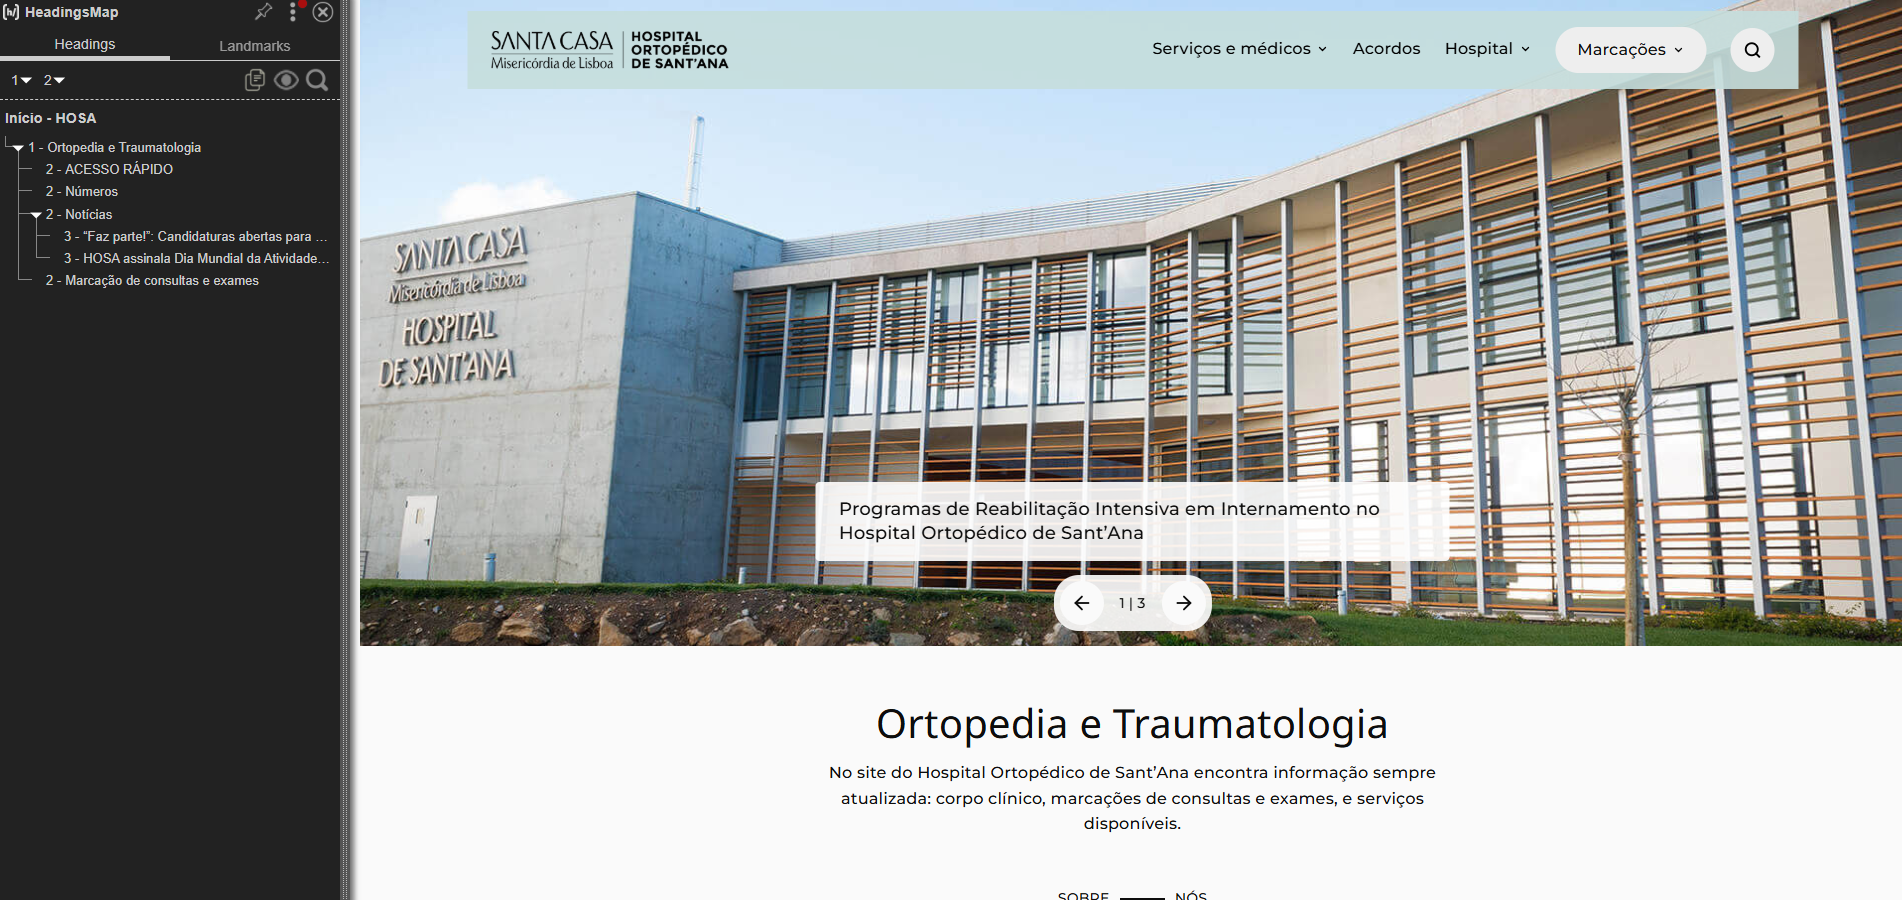 HeadingsMap
Headings
Landmarks
1
2
Início - HOSA
1 - Ortopedia e Traumatologia
2 - ACESSO RÁPIDO
2 - Números
2 - Notícias
3 - “Faz parte!”: Candidaturas abertas para ...
3 - HOSA assinala Dia Mundial da Atividade...
2 - Marcação de consultas e exames
SANTA CASA
Misericórdia de Lisboa
HOSPITAL
ORTOPÉDICO
DE SANT'ANA
Serviços e médicos
Acordos
Hospital
Marcações
SANTA CASA
Misericórdia de Lisboa
HOSPITAL
DE SANT'ANA
Programas de Reabilitação Intensiva em Internamento no
Hospital Ortopédico de Sant’Ana
1 | 3
Ortopedia e Traumatologia
No site do Hospital Ortopédico de Sant’Ana encontra informação sempre
atualizada: corpo clínico, marcações de consultas e exames, e serviços
disponíveis.
SOBRE NÓS